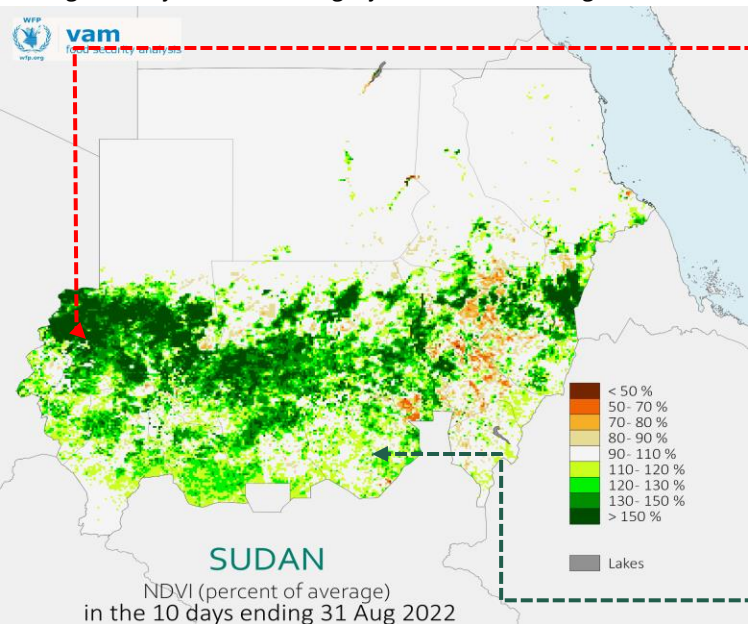 WFP
wfp.org
vam
food security analysis
< 50 %
50- 70 %
70- 80 %
80- 90 %
90- 110 %
110- 120 %
120- 130 %
130- 150 %
> 150 %
Lakes
SUDAN
NDVI (percent of average)
in the 10 days ending 31 Aug 2022